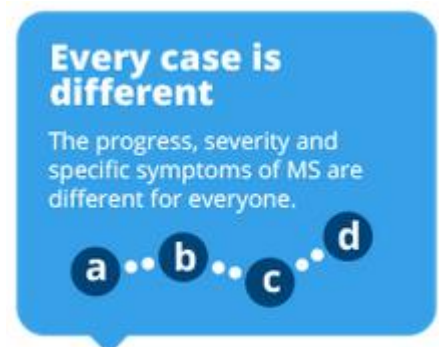 Every case is
different
The progress, severity and
specific symptoms of MS are
different for everyone.
a b c d